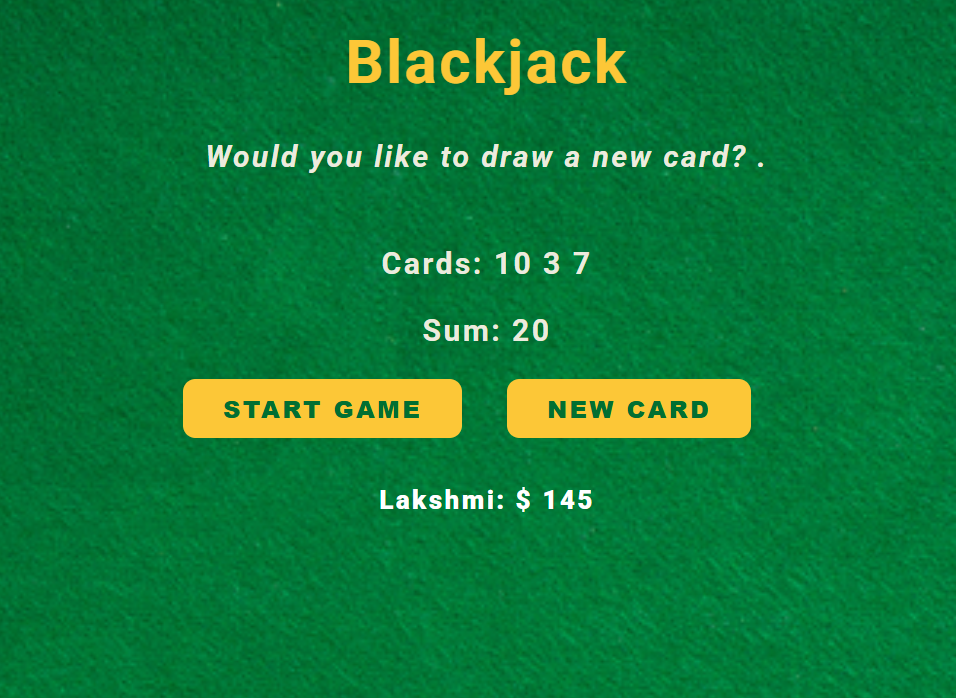 Blackjack
Would you like to draw a new card? .
Cards: 10 3 7
Sum: 20
START GAME
NEW CARD
Lakshmi: $ 145